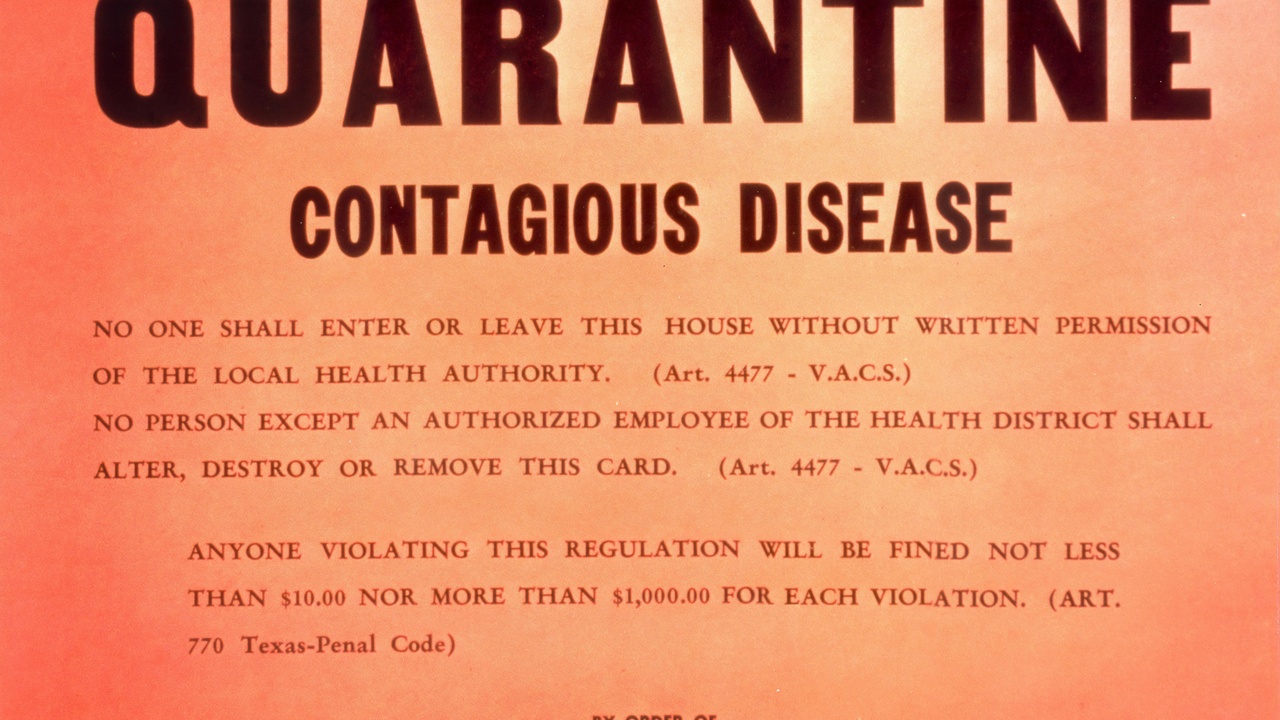 QUARANTINE
CONTAGIOUS DISEASE
NO ONE SHALL ENTER OR LEAVE THIS HOUSE WITHOUT WRITTEN PERMISSION
OF THE LOCAL HEALTH AUTHORITY. (Art. 4477 - V.A.C.S.)
NO PERSON EXCEPT AN AUTHORIZED EMPLOYEE OF THE HEALTH DISTRICT SHALL
ALTER, DESTROY OR REMOVE THIS CARD. (Art. 4477 - V.A.C.S.)
ANYONE VIOLATING THIS REGULATION WILL BE FINED NOT LESS
THAN $10.00 NOR MORE THAN $1,000.00 FOR EACH VIOLATION. (ART.
770 Texas-Penal Code)
BY ORDER OF